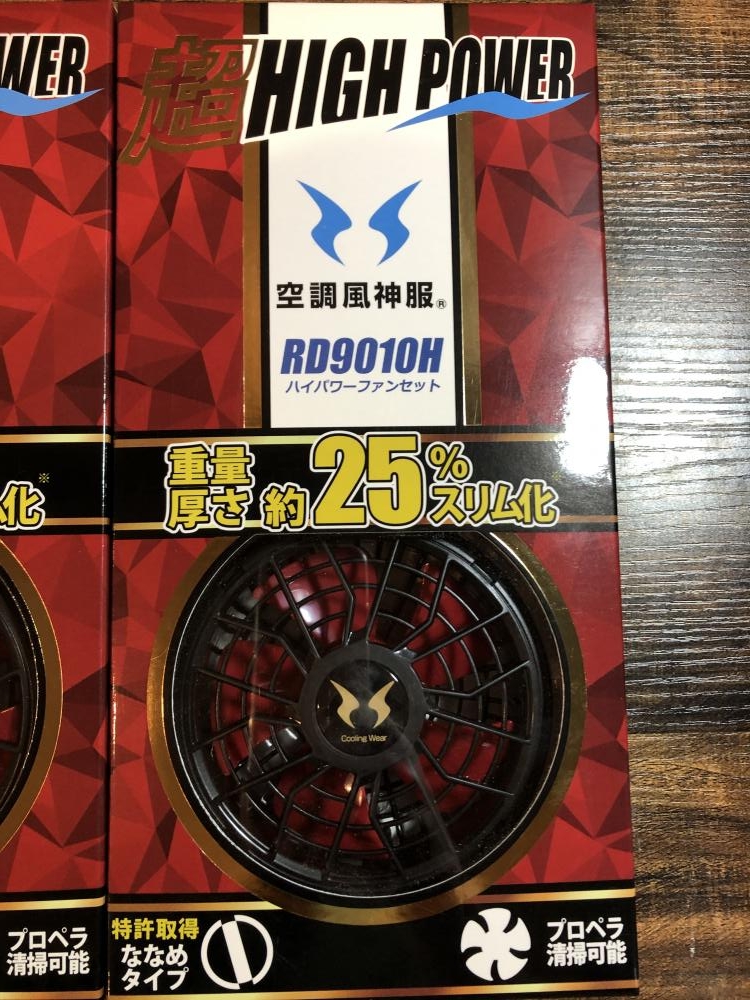 超HIGH POWER
空調風神服®
RD9010H
ハイパワーファンセット
重量
厚さ 約25%スリム化
Cooling Wear
特許取得
ななめ
タイプ
プロペラ
清掃可能
WER
ム化※
プロペラ
清掃可能